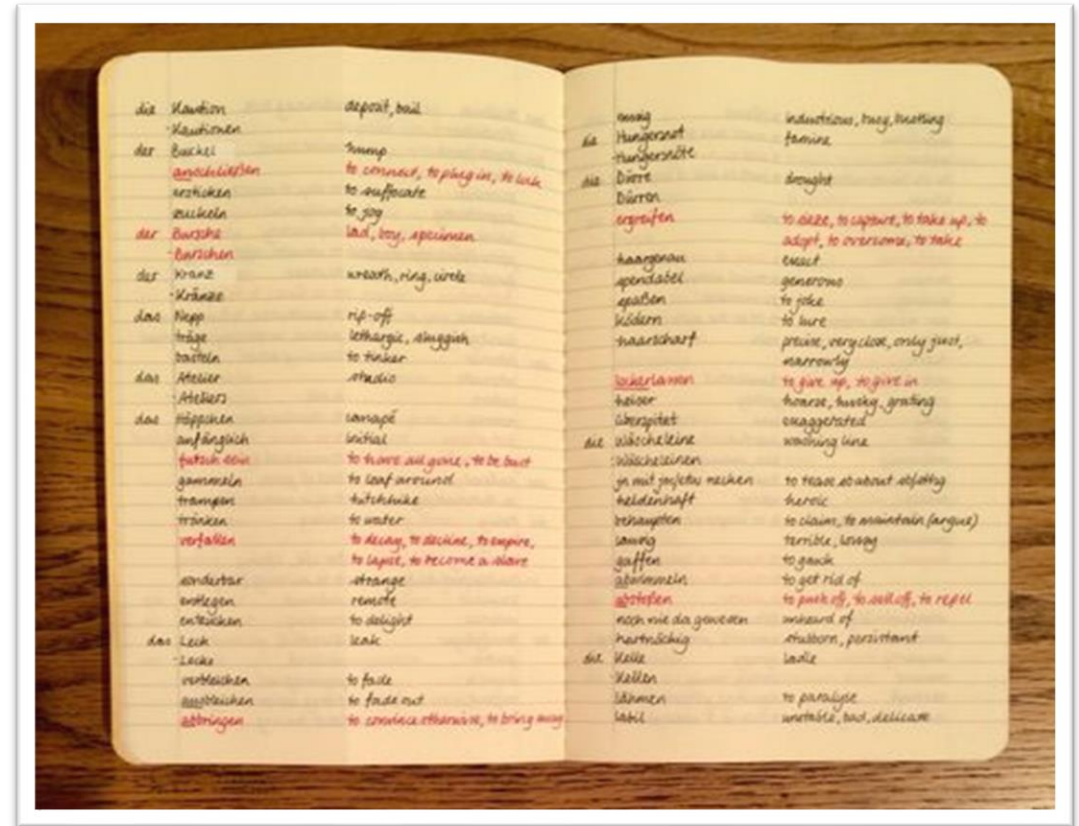 die Kaution deposit, bail
-Kautionen
der Buckel hump
anschließen to connect, to plug in, to lock
ersticken to suffocate
zuckeln to jog
der Bursche lad, boy, specimen
-Burschen
der Kranz wreath, ring, circle
-Kränze
das Nepp rip-off
träge lethargic, sluggish
basteln to tinker
das Atelier studio
-Ateliers
das Häppchen canapé
anfänglich initial
futsch sein to have all gone, to be bust
gammeln to loaf around
trampen hitchhike
tränken to water
verfallen to decay, to decline, to expire,
to lapse, to become a slave
sonderbar strange
entlegen remote
entzücken to delight
das Leck leak
-Lecke
verbleichen to fade
ausbleichen to fade out
abbringen to convince otherwise, to bring away
emsig industrious, busy, bustling
die Hungersnot famine
-Hungersnöte
die Dürre drought
Dürren
ergreifen to seize, to capture, to take up, to
adopt, to overcome, to take
haargenau exact
spendabel generous
spaßen to joke
ködern to lure
haarscharf precise, very close, only just,
narrowly
lockerlassen to give up, to give in
heiser hoarse, husky, grating
überspitzt exaggerated
die Wäscheleine washing line
-Wäscheleinen
jn mit jm/etw necken to tease sb about sb/sthg
heldenhaft heroic
behaupten to claim, to maintain (argue)
lausig terrible, lousy
gaffen to gawk
abwimmeln to get rid of
abstoßen to push off, to sell off, to repel
noch nie da gewesen unheard of
hartnäckig stubborn, persistant
die Kelle ladle
-Kellen
lähmen to paralyse
labil unstable, bad, delicate